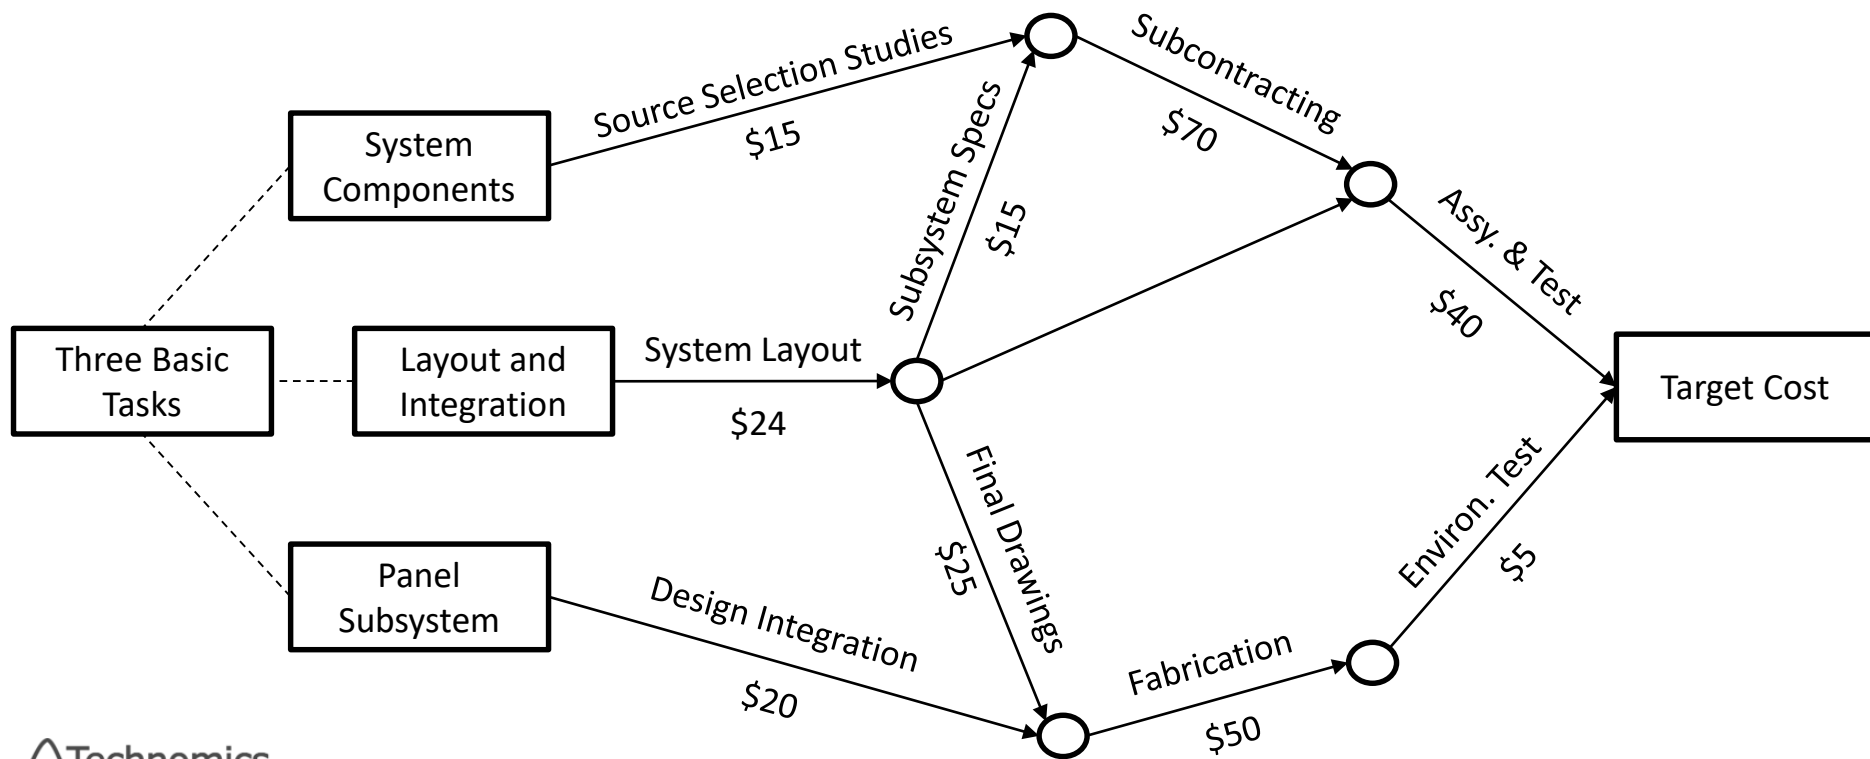 Source Selection Studies
$15
Subcontracting
$70
System
Components
Subsystem Specs
$15
Assy. & Test
$40
Three Basic
Tasks
Layout and
Integration
System Layout
$24
Target Cost
Final Drawings
$25
Environ. Test
$5
Panel
Subsystem
Design Integration
$20
Fabrication
$50
Technomics